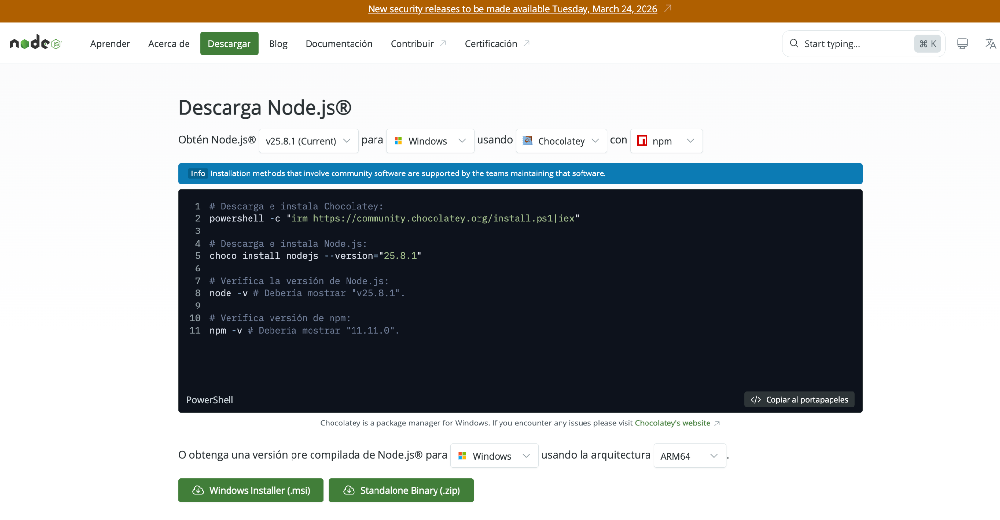 New security releases to be made available Tuesday, March 24, 2026
node JS
Aprender Acerca de Descargar Blog Documentación Contribuir Certificación Start typing... ⌘ K
Descarga Node.js®
Obtén Node.js® v25.8.1 (Current) para Windows usando Chocolatey con npm
Info Installation methods that involve community software are supported by the teams maintaining that software.
1 # Descarga e instala Chocolatey:
2 powershell -c "irm https://community.chocolatey.org/install.ps1|iex"
3
4 # Descarga e instala Node.js:
5 choco install nodejs --version="25.8.1"
6
7 # Verifica la versión de Node.js:
8 node -v # Debería mostrar "v25.8.1".
9
10 # Verifica versión de npm:
11 npm -v # Debería mostrar "11.11.0".
PowerShell </> Copiar al portapapeles
Chocolatey is a package manager for Windows. If you encounter any issues please visit Chocolatey's website
O obtenga una versión pre compilada de Node.js® para Windows usando la arquitectura ARM64 .
Windows Installer (.msi) Standalone Binary (.zip)